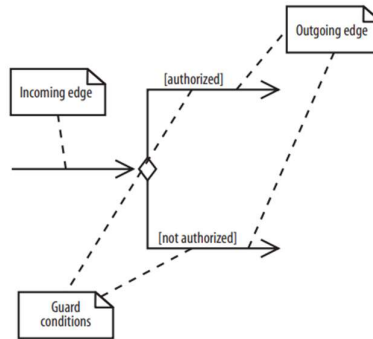 Outgoing edge
[authorized]
Incoming edge
[not authorized]
Guard
conditions